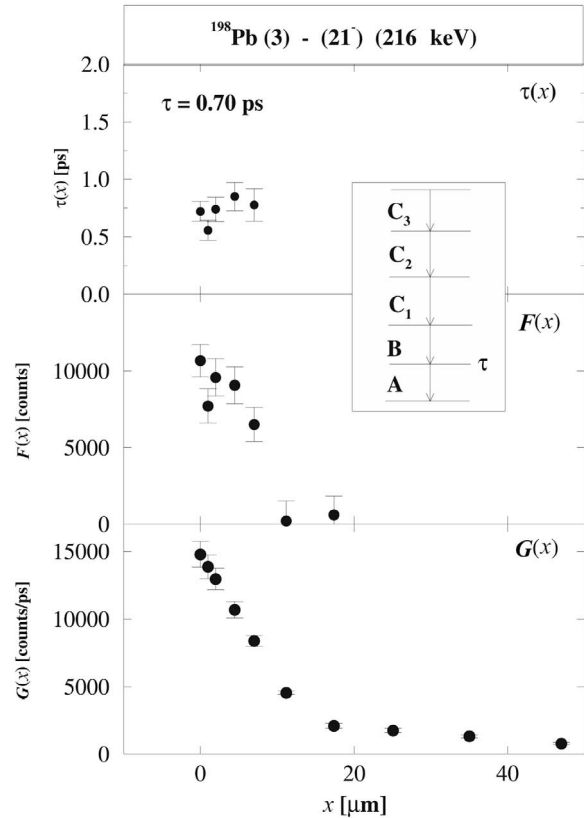 ¹⁹⁸Pb (3) - (21⁻) (216 keV)
τ(x) [ps]
2.0
1.5
1.0
0.5
0.0
τ = 0.70 ps
τ(x)
C₃
C₂
C₁
B
τ
A
F(x) [counts]
10000
5000
0
F(x)
G(x) [counts/ps]
15000
10000
5000
0
G(x)
0 20 40
x [μm]